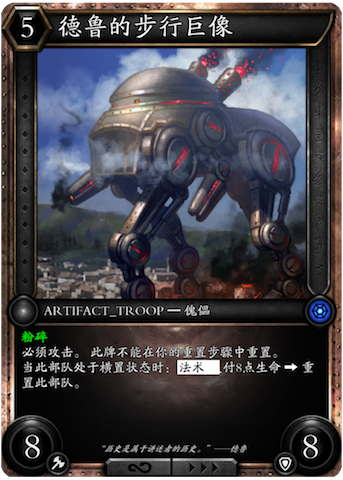 5 德鲁的步行巨像
ARTIFACT_TROOP — 傀儡
粉碎
必须攻击。 此牌不能在你的重置步骤中重置。
当此部队处于横置状态时: 法术 付8点生命 ➡ 重
置此部队。
"历史是属于讲述者的历史。" ——德鲁
8 8